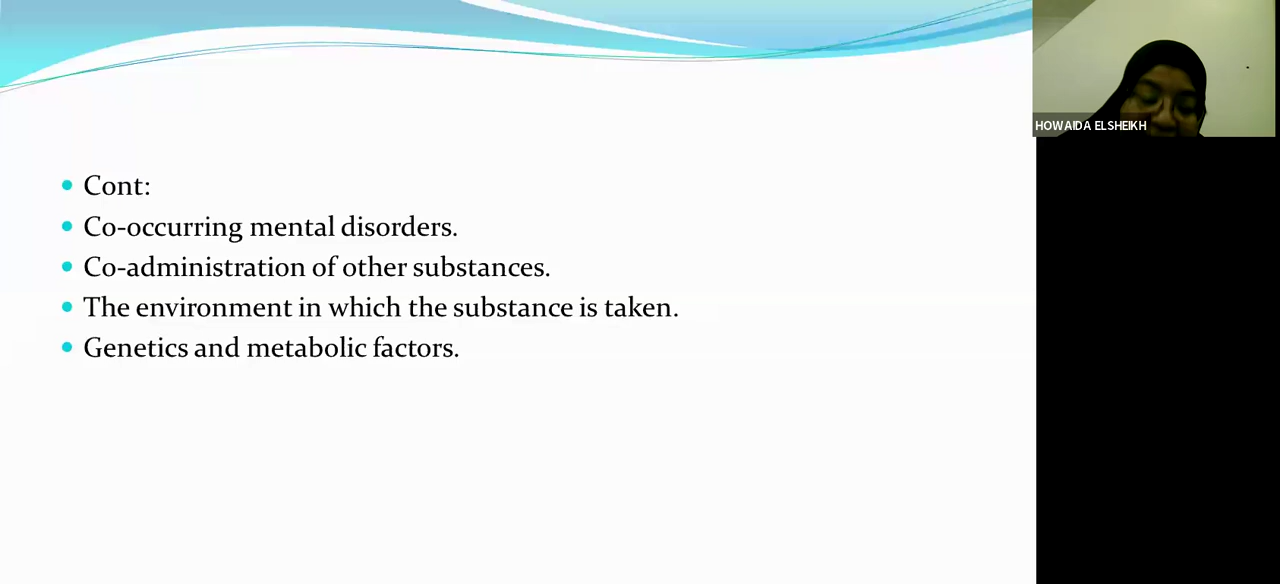 HOWAIDA ELSHEIKH
Cont:
Co-occurring mental disorders.
Co-administration of other substances.
The environment in which the substance is taken.
Genetics and metabolic factors.